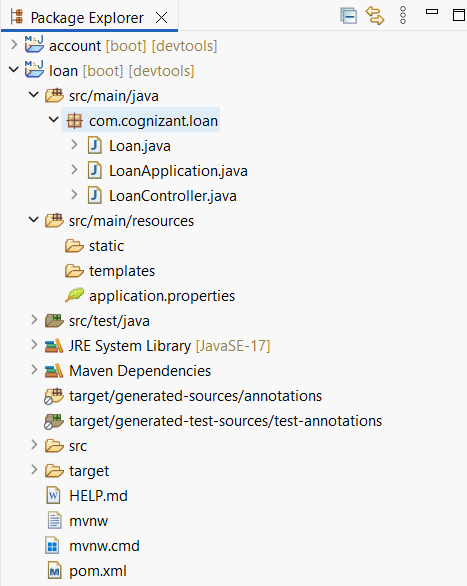 Package Explorer
account [boot] [devtools]
loan [boot] [devtools]
src/main/java
com.cognizant.loan
Loan.java
LoanApplication.java
LoanController.java
src/main/resources
static
templates
application.properties
src/test/java
JRE System Library [JavaSE-17]
Maven Dependencies
target/generated-sources/annotations
target/generated-test-sources/test-annotations
src
target
HELP.md
mvnw
mvnw.cmd
pom.xml